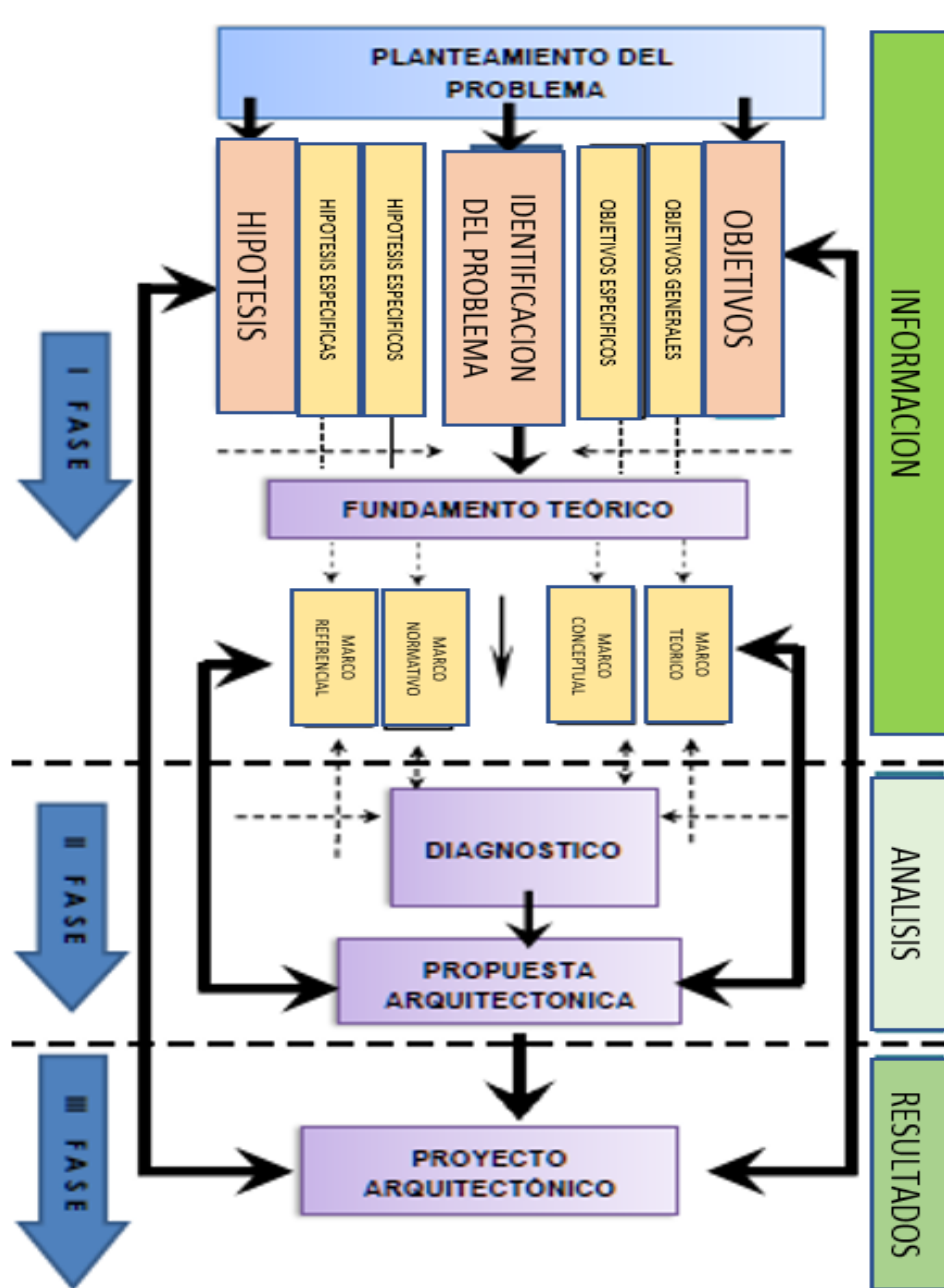 PLANTEAMIENTO DEL
PROBLEMA
HIPOTESIS
HIPOTESIS ESPECIFICAS
HIPOTESIS ESPECIFICOS
IDENTIFICACION
DEL PROBLEMA
OBJETIVOS ESPECIFICOS
OBJETIVOS GENERALES
OBJETIVOS
INFORMACION
I FASE
FUNDAMENTO TEÓRICO
MARCO
REFERENCIAL
MARCO
NORMATIVO
MARCO
CONCEPTUAL
MARCO
TEORICO
II FASE
DIAGNOSTICO
ANALISIS
PROPUESTA
ARQUITECTONICA
III FASE
PROYECTO
ARQUITECTÓNICO
RESULTADOS